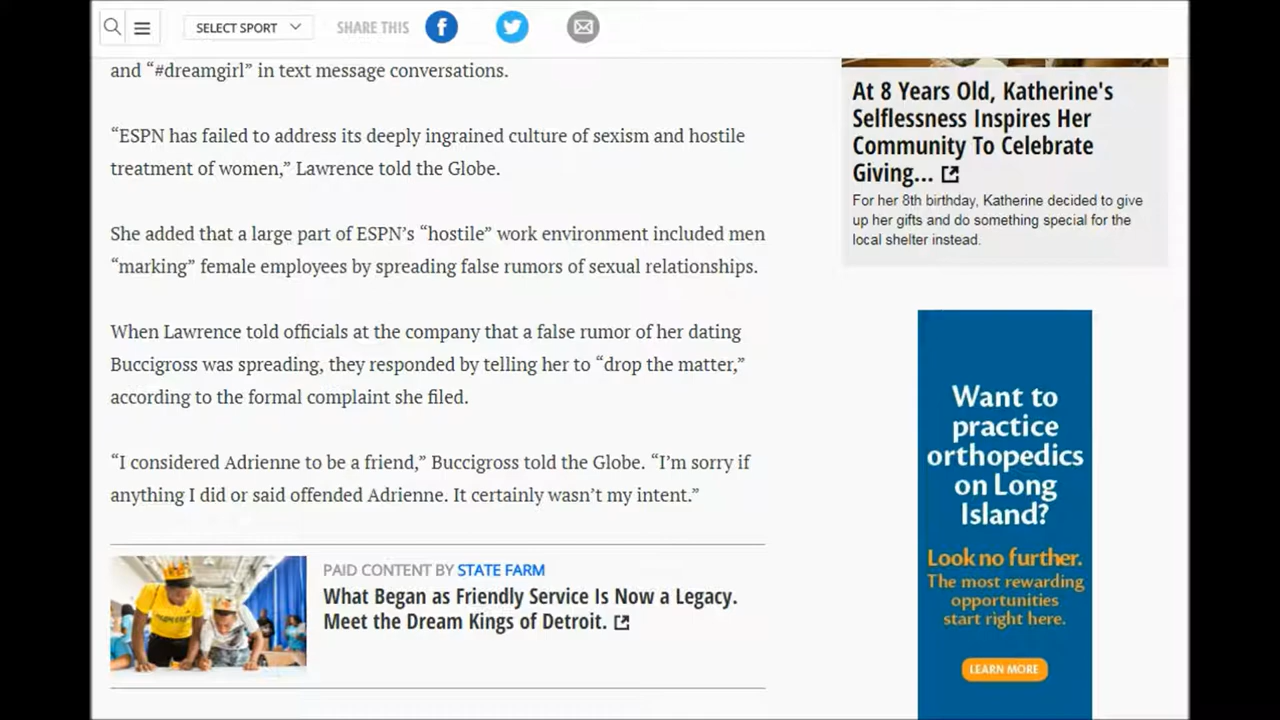 SELECT SPORT
SHARE THIS
and “#dreamgirl” in text message conversations.
“ESPN has failed to address its deeply ingrained culture of sexism and hostile
treatment of women,” Lawrence told the Globe.
She added that a large part of ESPN’s “hostile” work environment included men
“marking” female employees by spreading false rumors of sexual relationships.
When Lawrence told officials at the company that a false rumor of her dating
Buccigross was spreading, they responded by telling her to “drop the matter,”
according to the formal complaint she filed.
“I considered Adrienne to be a friend,” Buccigross told the Globe. “I’m sorry if
anything I did or said offended Adrienne. It certainly wasn’t my intent.”
PAID CONTENT BY STATE FARM
What Began as Friendly Service Is Now a Legacy.
Meet the Dream Kings of Detroit.
At 8 Years Old, Katherine's
Selflessness Inspires Her
Community To Celebrate
Giving...
For her 8th birthday, Katherine decided to give
up her gifts and do something special for the
local shelter instead.
Want to
practice
orthopedics
on Long
Island?
Look no further.
The most rewarding
opportunities
start right here.
LEARN MORE